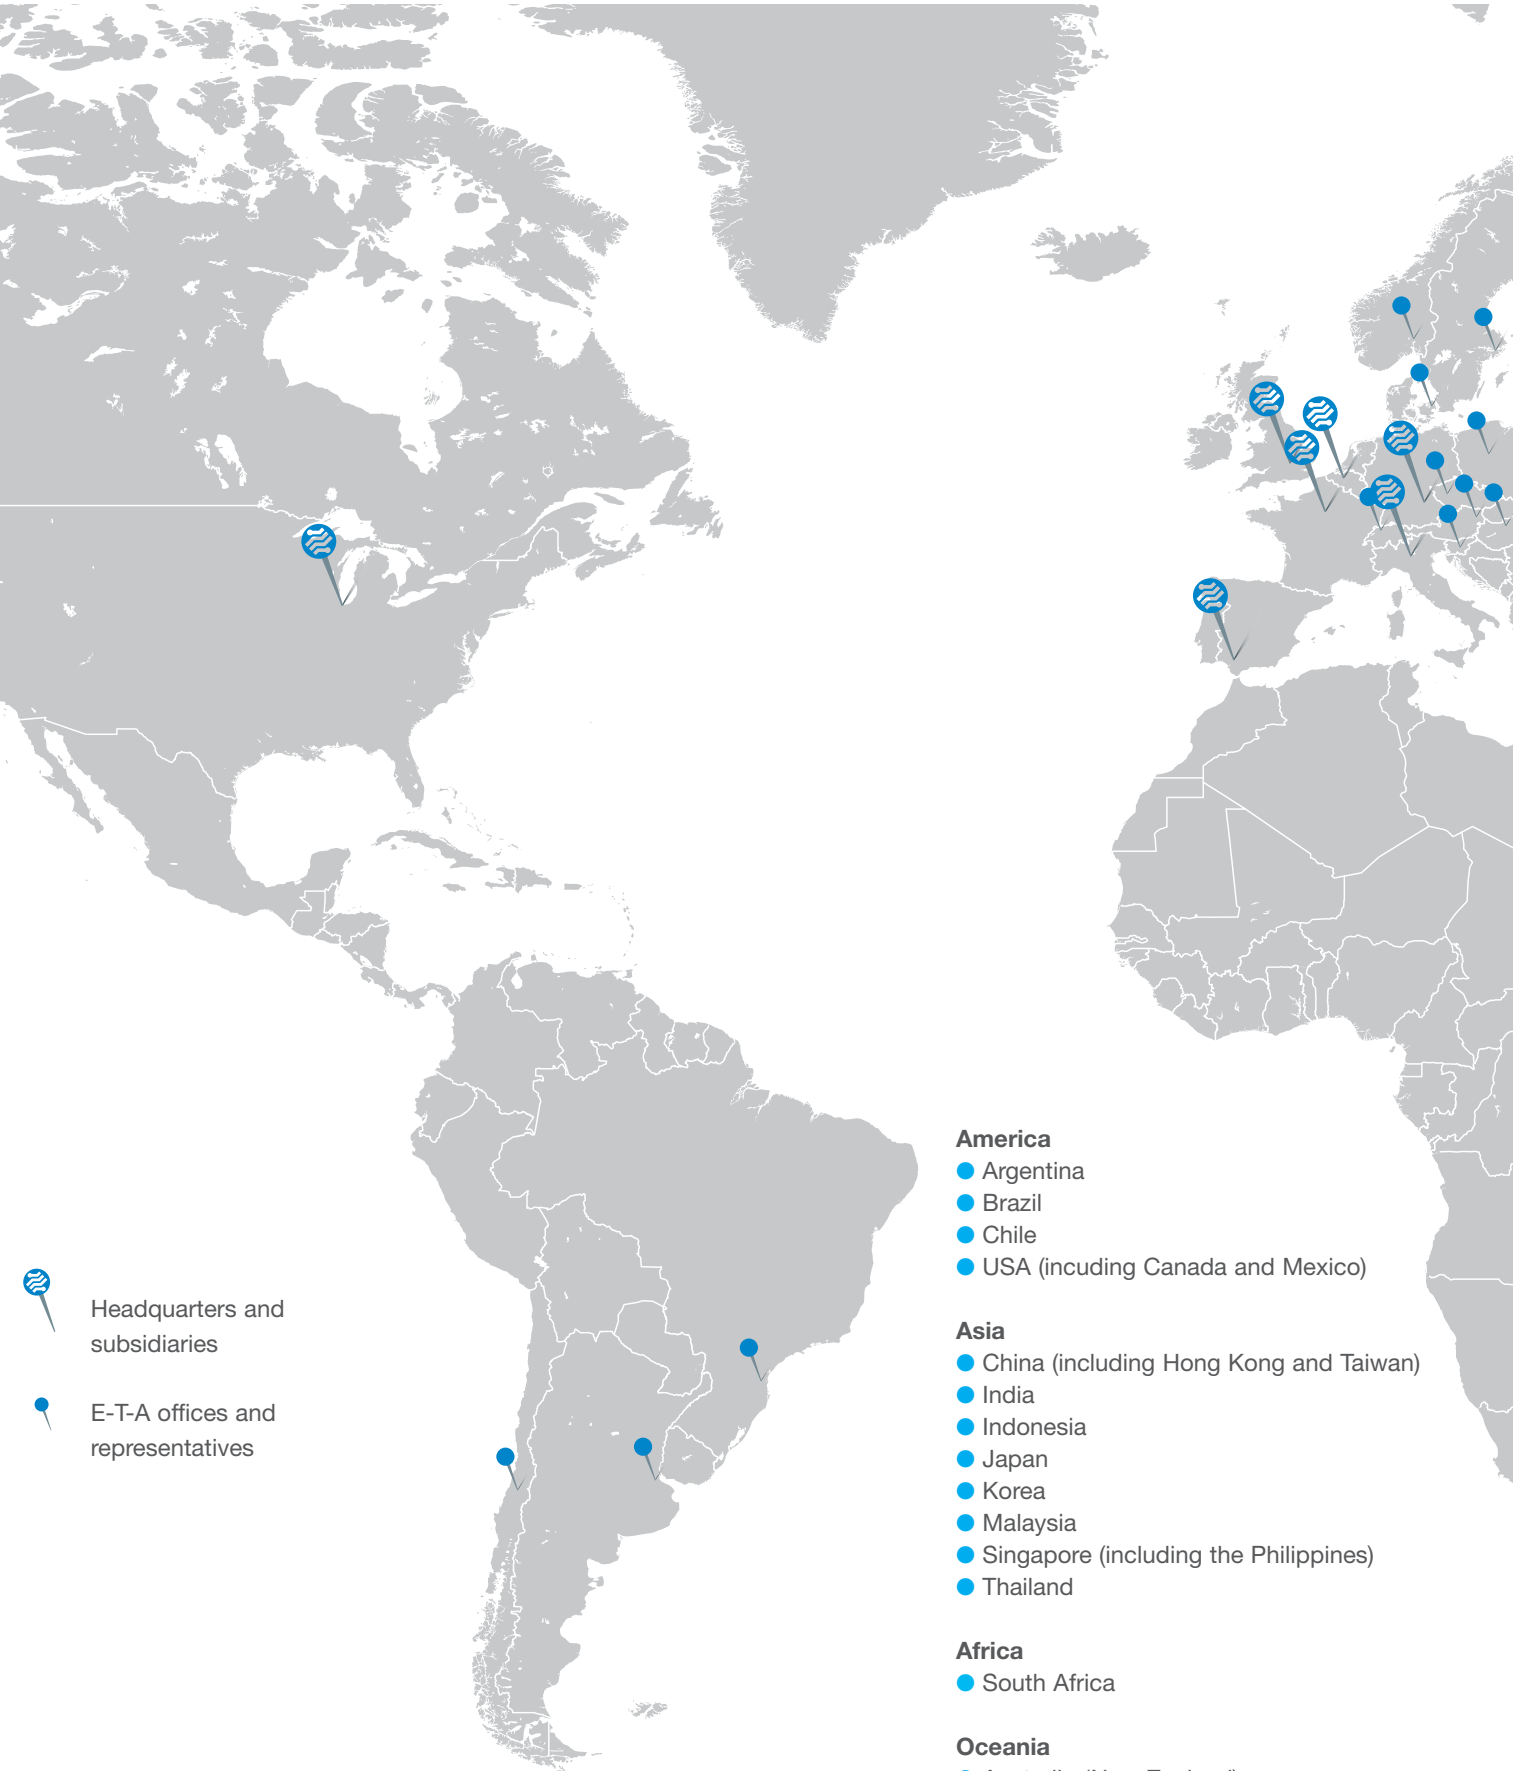 America
Argentina
Brazil
Chile
USA (incuding Canada and Mexico)
Asia
China (including Hong Kong and Taiwan)
India
Indonesia
Japan
Korea
Malaysia
Singapore (including the Philippines)
Thailand
Africa
South Africa
Oceania
Headquarters and
subsidiaries
E-T-A offices and
representatives